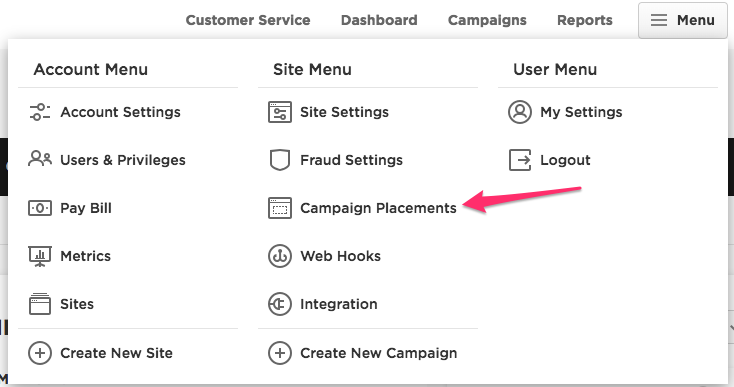 Customer Service Dashboard Campaigns Reports Menu
Account Menu
Account Settings
Users & Privileges
Pay Bill
Metrics
Sites
Create New Site
Site Menu
Site Settings
Fraud Settings
Campaign Placements
Web Hooks
Integration
Create New Campaign
User Menu
My Settings
Logout